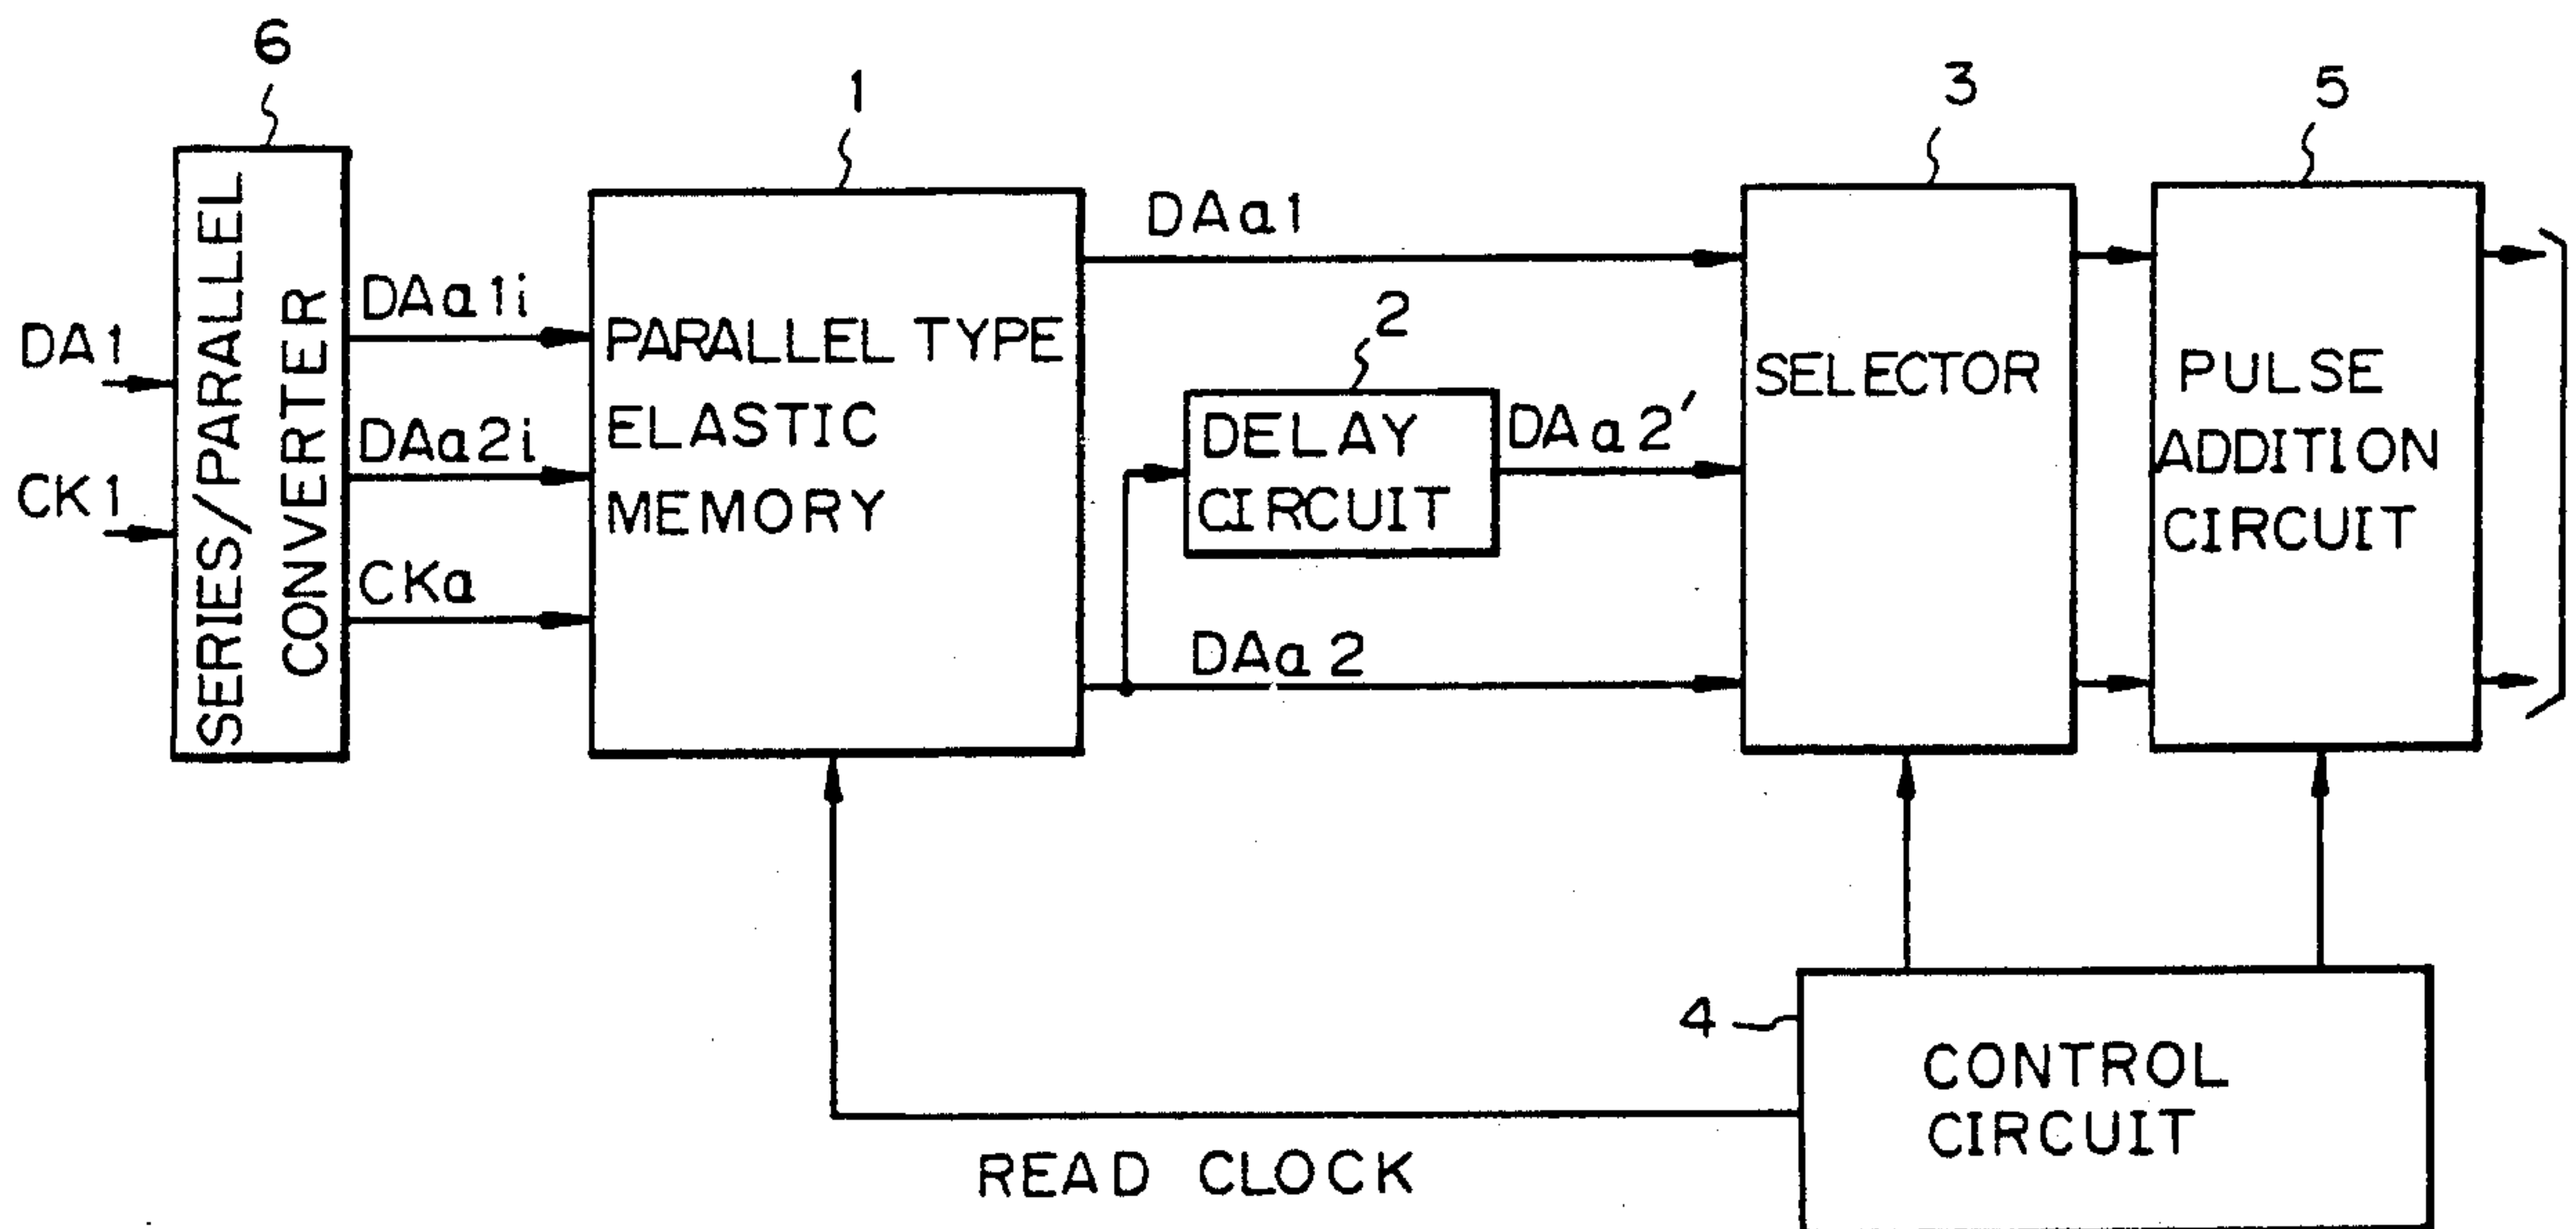 6
1
3
5
SERIES/PARALLEL
CONVERTER
DA1
CK1
DAa1i
DAa2i
CKa
PARALLEL TYPE
ELASTIC
MEMORY
DAa1
2
DELAY
CIRCUIT
DAa2'
DAa2
SELECTOR
PULSE
ADDITION
CIRCUIT
4
CONTROL
CIRCUIT
READ CLOCK